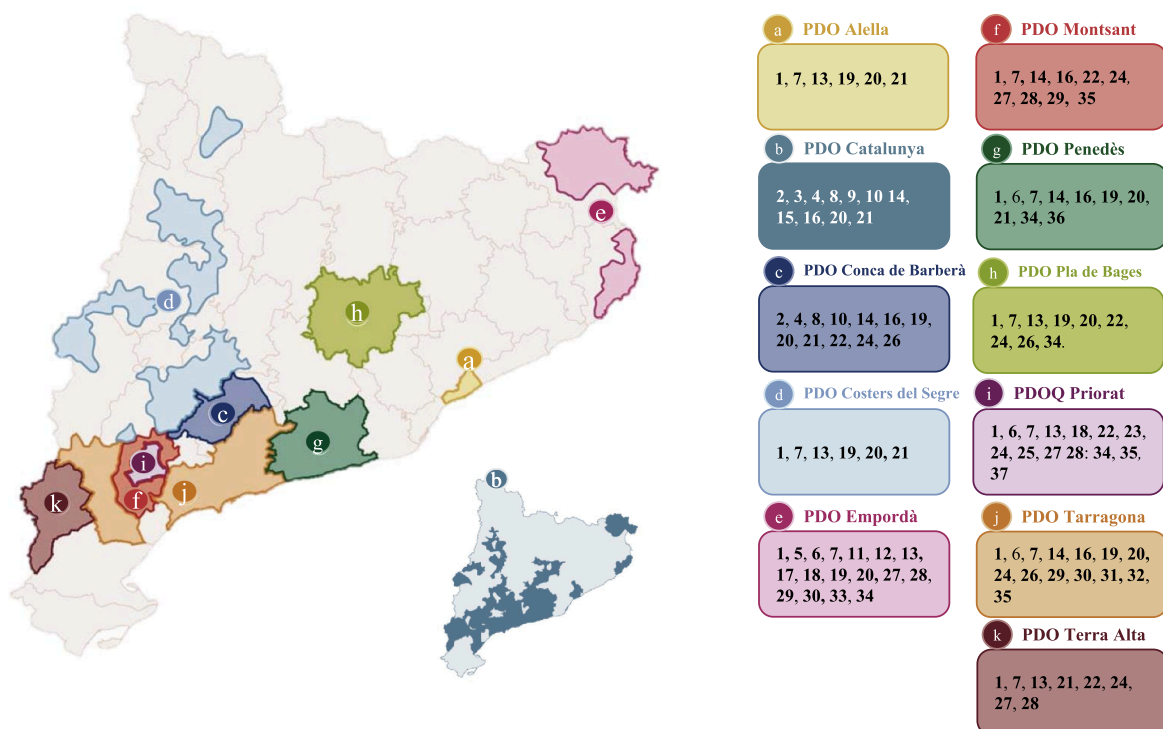 a PDO Alella
1, 7, 13, 19, 20, 21
b PDO Catalunya
2, 3, 4, 8, 9, 10 14,
15, 16, 20, 21
c PDO Conca de Barberà
2, 4, 8, 10, 14, 16, 19,
20, 21, 22, 24, 26
d PDO Costers del Segre
1, 7, 13, 19, 20, 21
e PDO Empordà
1, 5, 6, 7, 11, 12, 13,
17, 18, 19, 20, 27, 28,
29, 30, 33, 34
f PDO Montsant
1, 7, 14, 16, 22, 24,
27, 28, 29, 35
g PDO Penedès
1, 6, 7, 14, 16, 19, 20,
21, 34, 36
h PDO Pla de Bages
1, 7, 13, 19, 20, 22,
24, 26, 34.
i PDOQ Priorat
1, 6, 7, 13, 18, 22, 23,
24, 25, 27 28: 34, 35,
37
j PDO Tarragona
1, 6, 7, 14, 16, 19, 20,
24, 26, 29, 30, 31, 32,
35
k PDO Terra Alta
1, 7, 13, 21, 22, 24,
27, 28
e
d
h
a
c
g
i
b
j
f
k